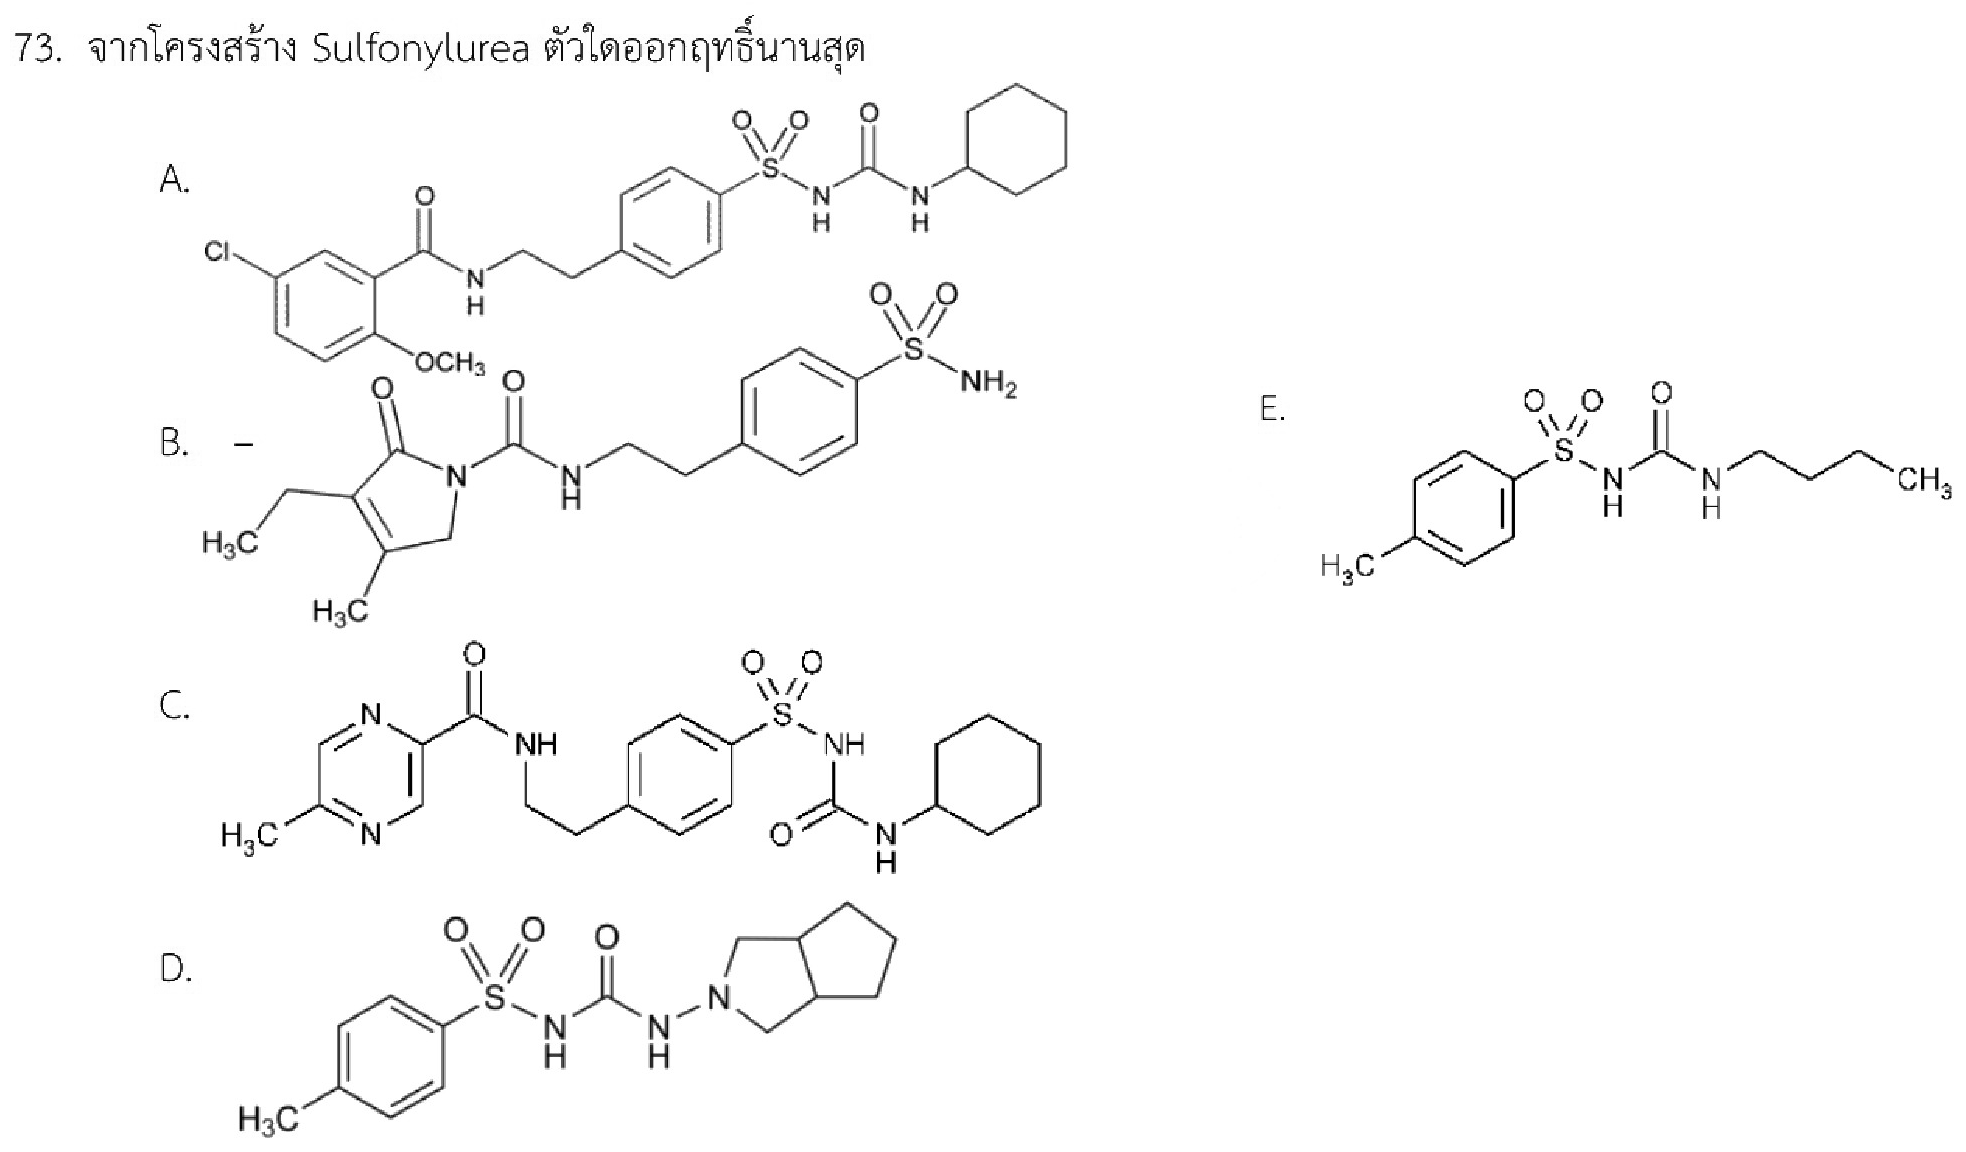 73. จากโครงสร้าง Sulfonylurea ตัวใดออกฤทธิ์นานสุด
A.
O O O
S
N H N H
O
Cl
N H
OCH₃
B. –
O O
S
NH₂
O O
N
N H
H₃C
H₃C
C.
O
O O
S
N
NH
NH
N
H₃C
O
N H
D.
O O O
S
N H N H
N
H₃C
E.
O O O
S
N H N H
CH₃
H₃C